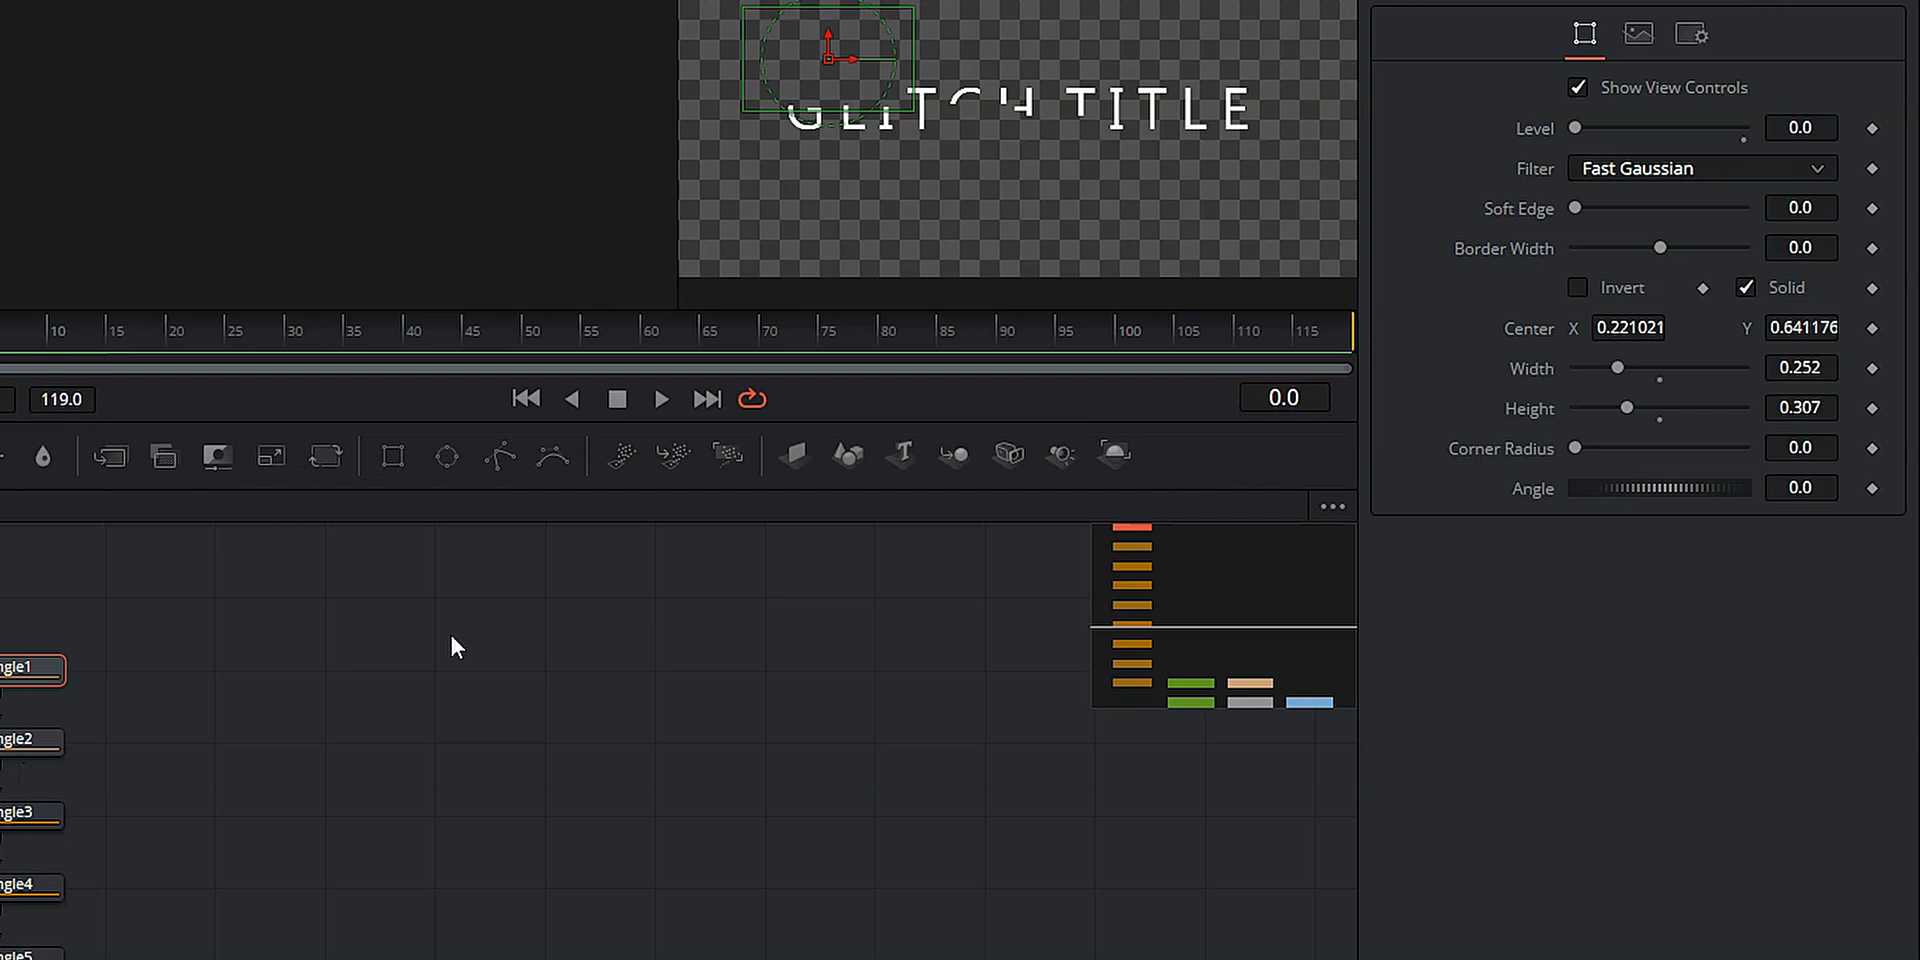 GLITCH TITLE
Show View Controls
Level 0.0
Filter Fast Gaussian
Soft Edge 0.0
Border Width 0.0
Invert Solid
Center X 0.221021 Y 0.641176
Width 0.252
Height 0.307
Corner Radius 0.0
Angle 0.0
10 15 20 25 30 35 40 45 50 55 60 65 70 75 80 85 90 95 100 105 110 115
119.0 0.0
ngle1
ngle2
ngle3
ngle4
ngle5